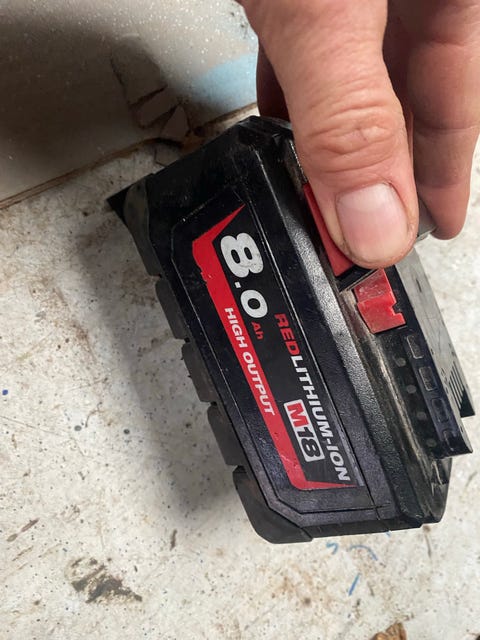 8.0Ah
HIGH OUTPUT
REDLITHIUM-ION
M18